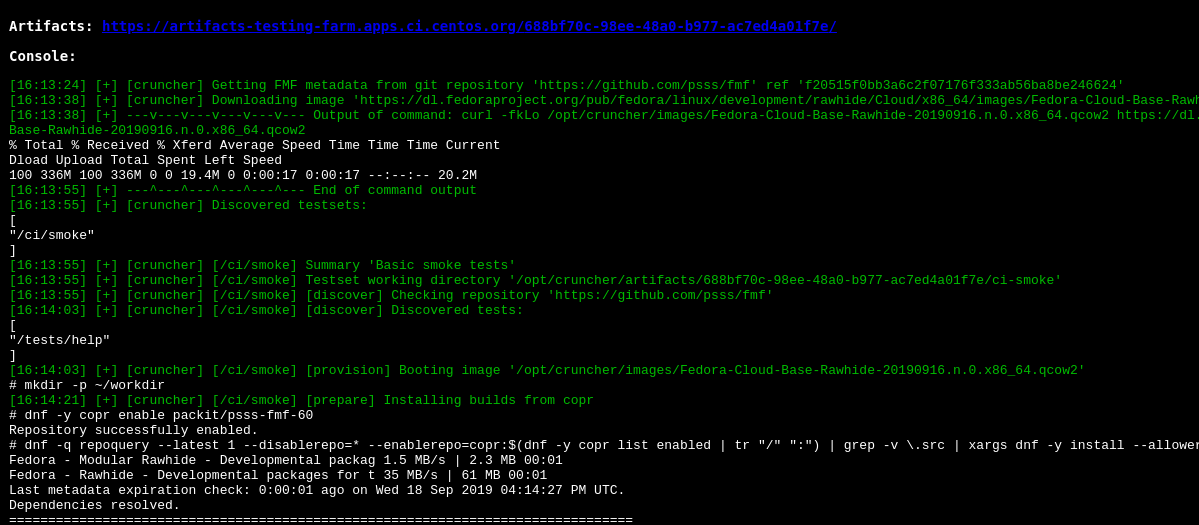 Artifacts: https://artifacts-testing-farm.apps.ci.centos.org/688bf70c-98ee-48a0-b977-ac7ed4a01f7e/
Console:
[16:13:24] [+] [cruncher] Getting FMF metadata from git repository 'https://github.com/psss/fmf' ref 'f20515f0bb3a6c2f07176f333ab56ba8be246624'
[16:13:38] [+] [cruncher] Downloading image 'https://dl.fedoraproject.org/pub/fedora/linux/development/rawhide/Cloud/x86_64/images/Fedora-Cloud-Base-Rawh
[16:13:38] [+] ---v---v---v---v---v--- Output of command: curl -fkLo /opt/cruncher/images/Fedora-Cloud-Base-Rawhide-20190916.n.0.x86_64.qcow2 https://dl.
Base-Rawhide-20190916.n.0.x86_64.qcow2
% Total % Received % Xferd Average Speed Time Time Time Current
Dload Upload Total Spent Left Speed
100 336M 100 336M 0 0 19.4M 0 0:00:17 0:00:17 --:--:-- 20.2M
[16:13:55] [+] ---^---^---^---^---^--- End of command output
[16:13:55] [+] [cruncher] Discovered testsets:
[
"/ci/smoke"
]
[16:13:55] [+] [cruncher] [/ci/smoke] Summary 'Basic smoke tests'
[16:13:55] [+] [cruncher] [/ci/smoke] Testset working directory '/opt/cruncher/artifacts/688bf70c-98ee-48a0-b977-ac7ed4a01f7e/ci-smoke'
[16:13:55] [+] [cruncher] [/ci/smoke] [discover] Checking repository 'https://github.com/psss/fmf'
[16:14:03] [+] [cruncher] [/ci/smoke] [discover] Discovered tests:
[
"/tests/help"
]
[16:14:03] [+] [cruncher] [/ci/smoke] [provision] Booting image '/opt/cruncher/images/Fedora-Cloud-Base-Rawhide-20190916.n.0.x86_64.qcow2'
# mkdir -p ~/workdir
[16:14:21] [+] [cruncher] [/ci/smoke] [prepare] Installing builds from copr
# dnf -y copr enable packit/psss-fmf-60
Repository successfully enabled.
# dnf -q repoquery --latest 1 --disablerepo=* --enablerepo=copr:$(dnf -y copr list enabled | tr "/" ":") | grep -v \.src | xargs dnf -y install --allower
Fedora - Modular Rawhide - Developmental packag 1.5 MB/s | 2.3 MB 00:01
Fedora - Rawhide - Developmental packages for t 35 MB/s | 61 MB 00:01
Last metadata expiration check: 0:00:01 ago on Wed 18 Sep 2019 04:14:27 PM UTC.
Dependencies resolved.
================================================================================